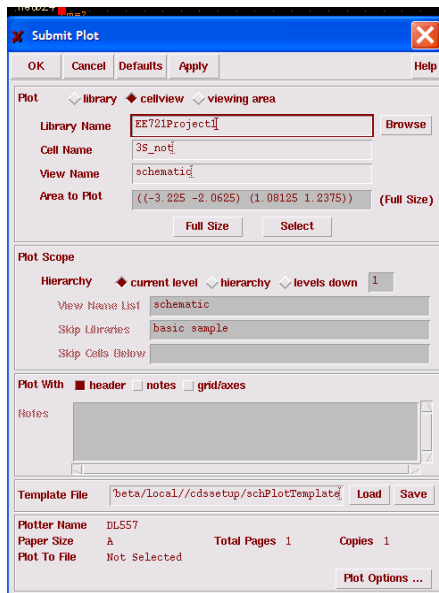 m=2
Submit Plot
OK Cancel Defaults Apply Help
Plot library cellview viewing area
Library Name EE721Project1 Browse
Cell Name 3S_not
View Name schematic
Area to Plot ((-3.225 -2.0625) (1.08125 1.2375)) (Full Size)
Full Size Select
Plot Scope
Hierarchy current level hierarchy levels down 1
View Name List schematic
Skip Libraries basic sample
Skip Cells Below
Plot With header notes grid/axes
Notes
Template File beta/local//cdssetup/schPlotTemplate Load Save
Plotter Name DL557
Paper Size A Total Pages 1 Copies 1
Plot To File Not Selected
Plot Options ...